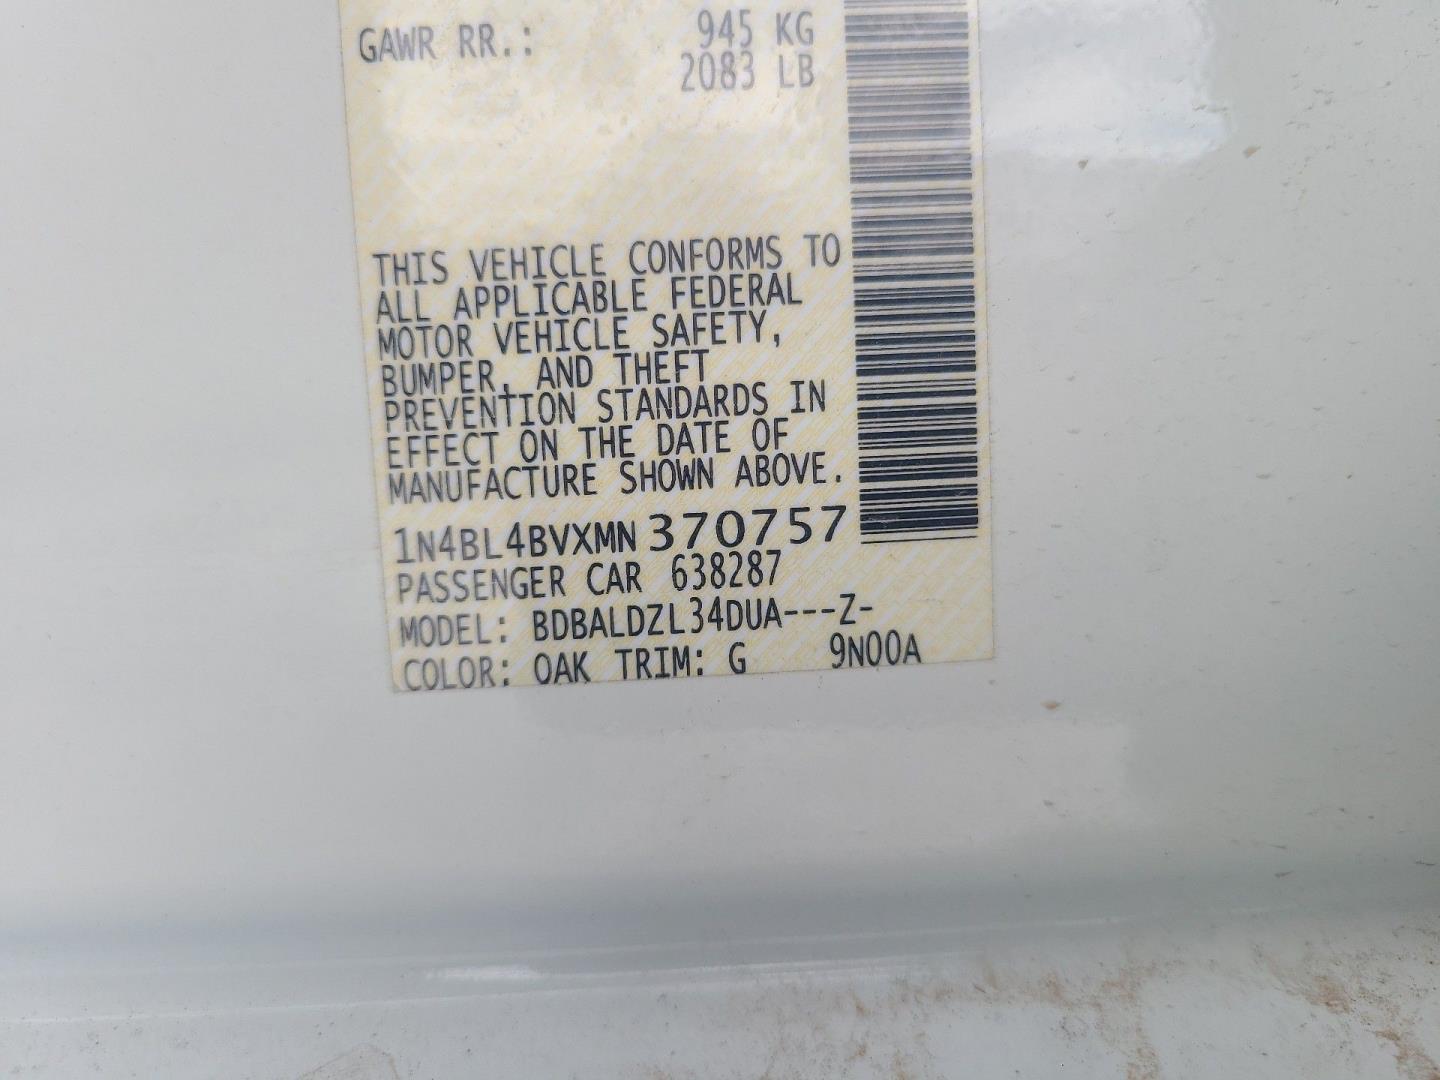 GAWR RR.: 945 KG
2083 LB
THIS VEHICLE CONFORMS TO
ALL APPLICABLE FEDERAL
MOTOR VEHICLE SAFETY,
BUMPER, AND THEFT
PREVENTION STANDARDS IN
EFFECT ON THE DATE OF
MANUFACTURE SHOWN ABOVE.
1N4BL4BVXMN370757
PASSENGER CAR 638287
MODEL: BDBALDZL34DUA---Z-
COLOR: QAK TRIM: G 9N00A